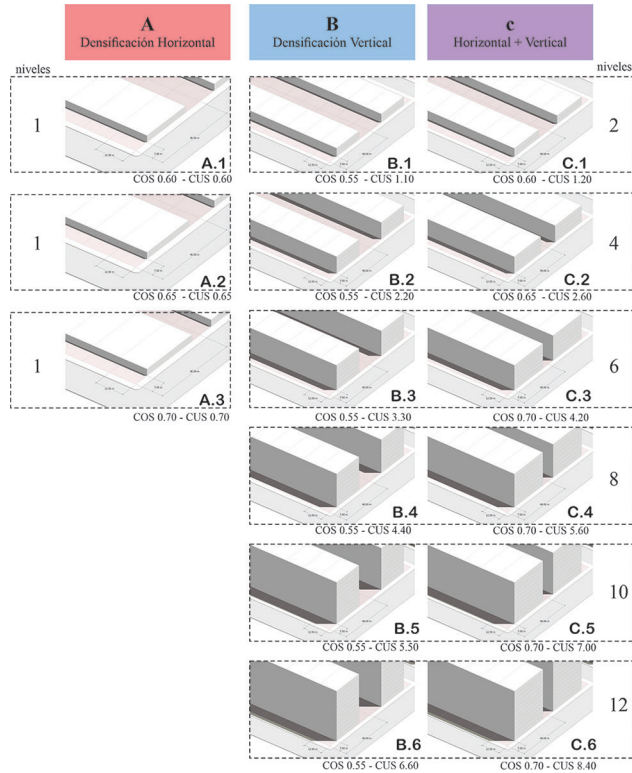 A
Densificación Horizontal
B
Densificación Vertical
c
Horizontal + Vertical
niveles
niveles
1
A.1
COS 0.60 - CUS 0.60
B.1
COS 0.55 - CUS 1.10
C.1
COS 0.60 - CUS 1.20
2
1
A.2
COS 0.65 - CUS 0.65
B.2
COS 0.55 - CUS 2.20
C.2
COS 0.65 - CUS 2.60
4
1
A.3
COS 0.70 - CUS 0.70
B.3
COS 0.55 - CUS 3.30
C.3
COS 0.70 - CUS 4.20
6
B.4
COS 0.55 - CUS 4.40
C.4
COS 0.70 - CUS 5.60
8
B.5
COS 0.55 - CUS 5.50
C.5
COS 0.70 - CUS 7.00
10
B.6
COS 0.55 - CUS 6.60
C.6
COS 0.70 - CUS 8.40
12